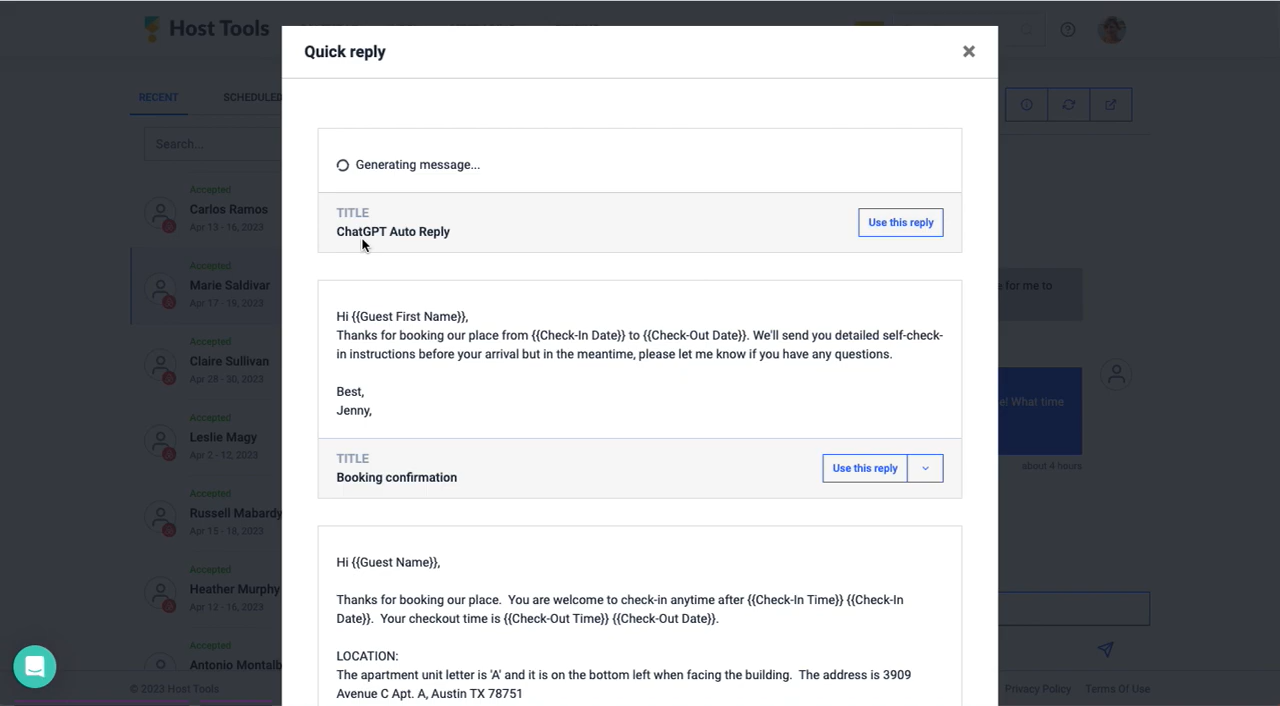 Host Tools
Quick reply
RECENT
SCHEDULED
Search...
Generating message...
TITLE
ChatGPT Auto Reply
Use this reply
Accepted
Carlos Ramos
Apr 13 - 16, 2023
Accepted
Marie Saldivar
Apr 17 - 19, 2023
Accepted
Claire Sullivan
Apr 28 - 30, 2023
Accepted
Leslie Magy
Apr 2 - 12, 2023
Accepted
Russell Mabardy
Apr 15 - 18, 2023
Accepted
Heather Murphy
Apr 12 - 16, 2023
Accepted
Antonio Montalb
© 2023 Host Tools
Hi {{Guest First Name}},
Thanks for booking our place from {{Check-In Date}} to {{Check-Out Date}}. We'll send you detailed self-check-
in instructions before your arrival but in the meantime, please let me know if you have any questions.
Best,
Jenny,
TITLE
Booking confirmation
Use this reply
Hi {{Guest Name}},
Thanks for booking our place.  You are welcome to check-in anytime after {{Check-In Time}} {{Check-In
Date}}.  Your checkout time is {{Check-Out Time}} {{Check-Out Date}}.
LOCATION:
The apartment unit letter is 'A' and it is on the bottom left when facing the building.  The address is 3909
Avenue C Apt. A, Austin TX 78751
e for me to
e! What time
about 4 hours
Privacy Policy
Terms Of Use